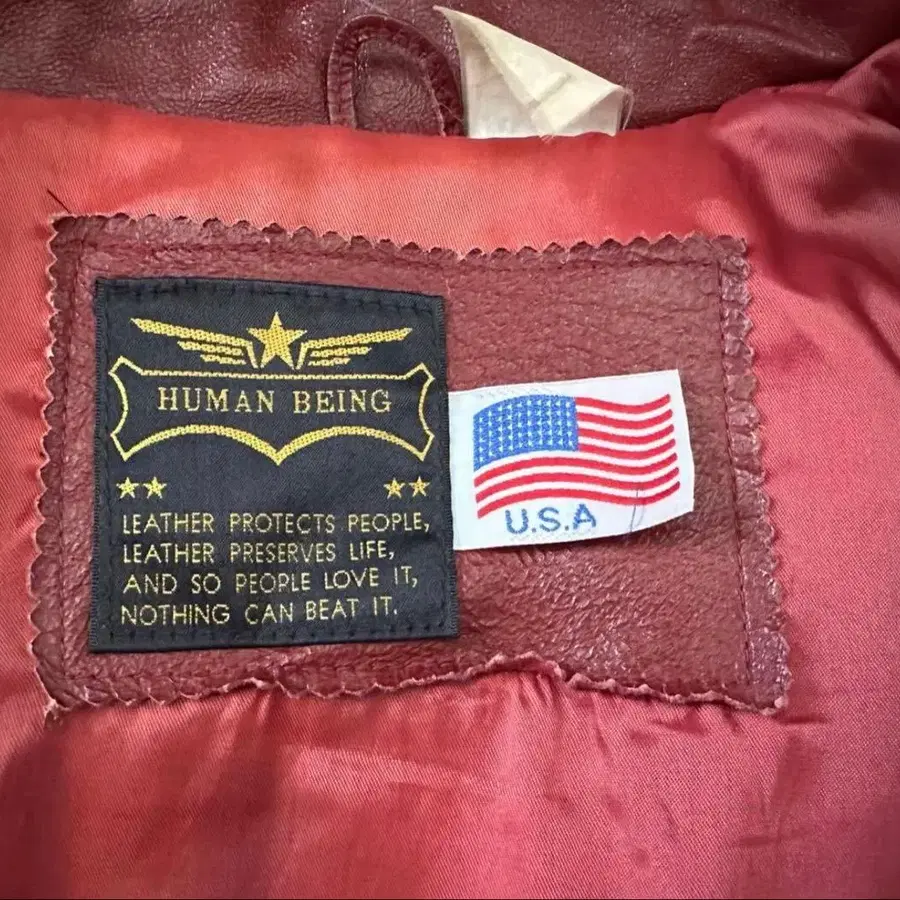 HUMAN BEING
LEATHER PROTECTS PEOPLE,
LEATHER PRESERVES LIFE,
AND SO PEOPLE LOVE IT,
NOTHING CAN BEAT IT.
U.S.A